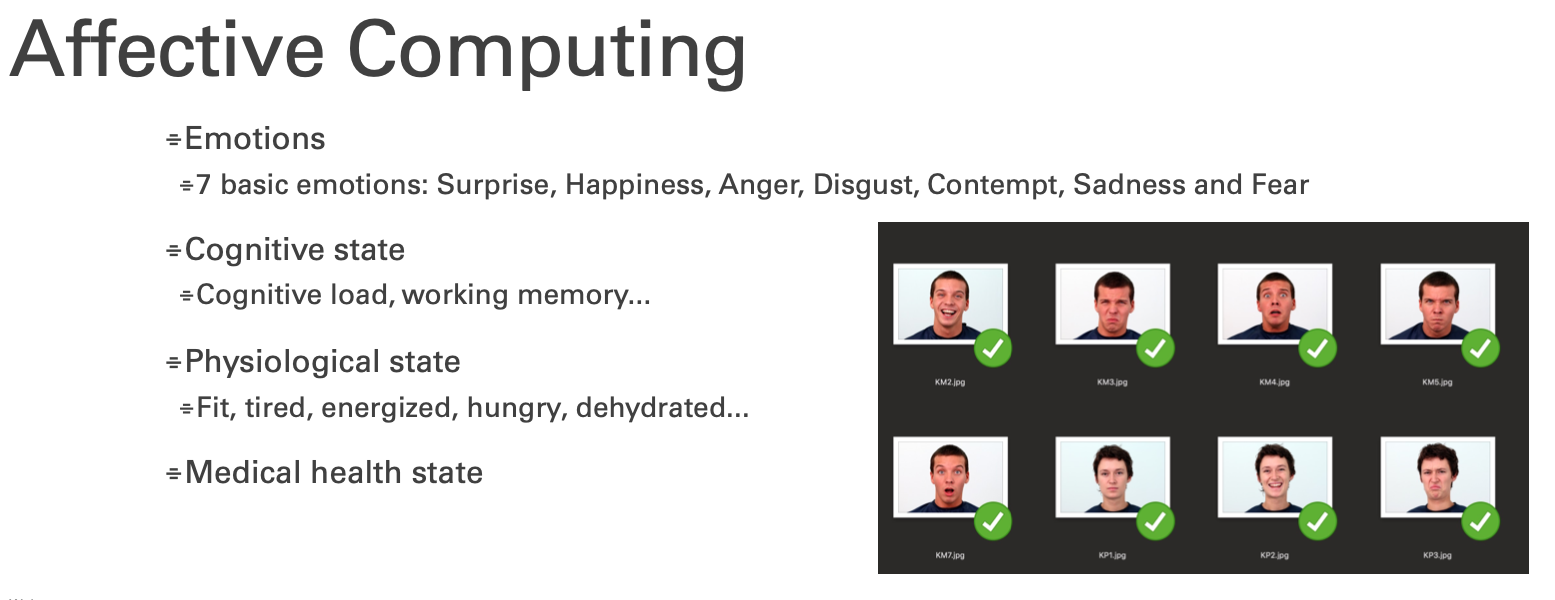 Affective Computing
Emotions
7 basic emotions: Surprise, Happiness, Anger, Disgust, Contempt, Sadness and Fear
Cognitive state
Cognitive load, working memory...
Physiological state
Fit, tired, energized, hungry, dehydrated...
Medical health state
KM2.jpg
KM3.jpg
KM4.jpg
KM5.jpg
KM7.jpg
KP1.jpg
KP2.jpg
KP3.jpg